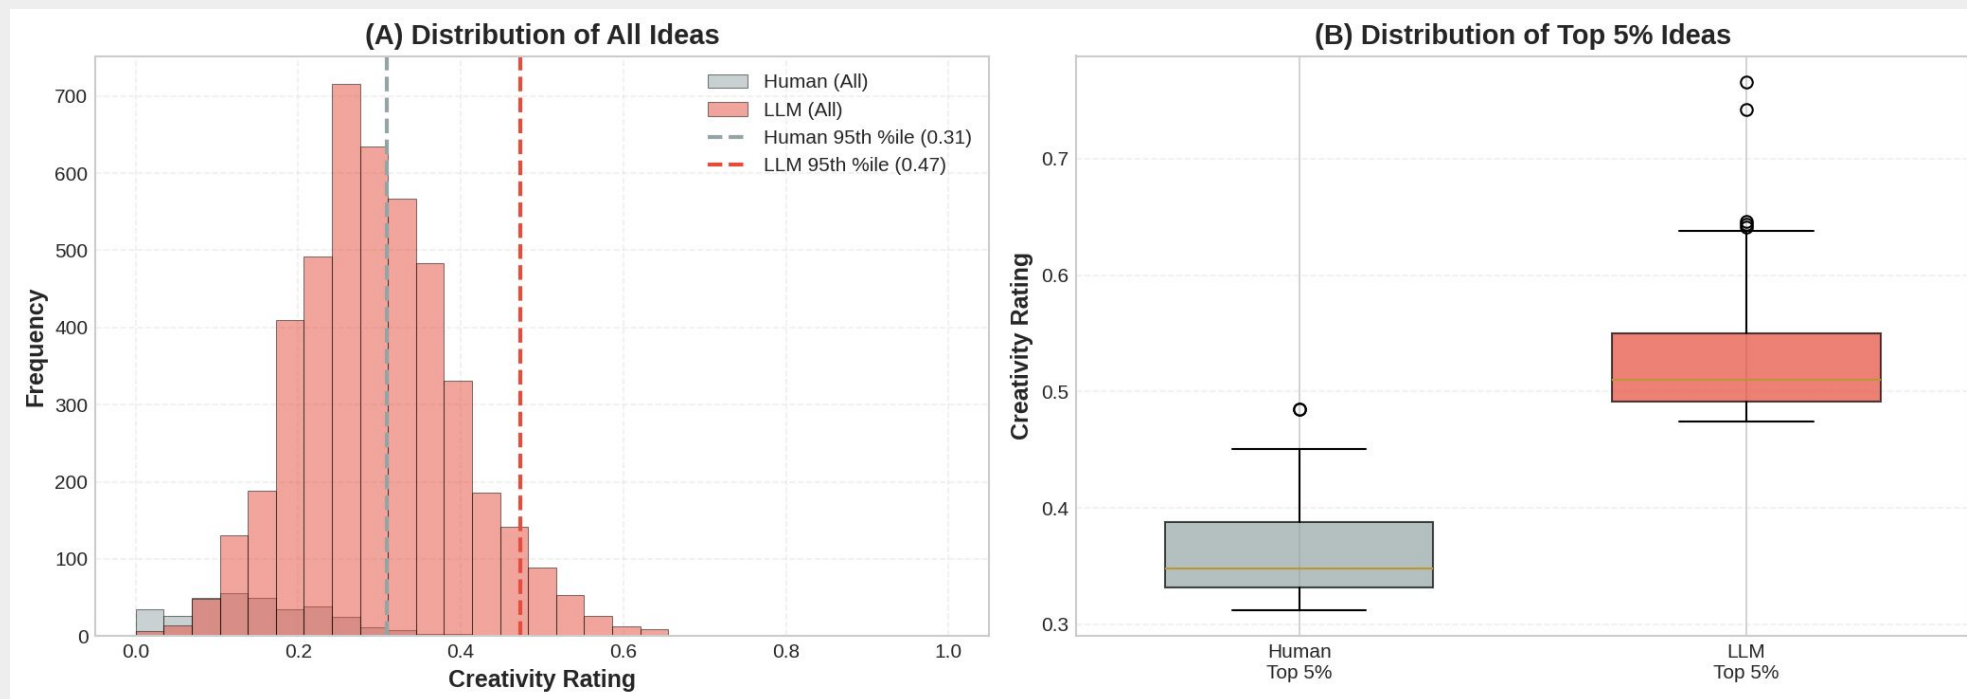 (A) Distribution of All Ideas
Frequency
700
600
500
400
300
200
100
0
0.0 0.2 0.4 0.6 0.8 1.0
Creativity Rating
Human (All)
LLM (All)
Human 95th %ile (0.31)
LLM 95th %ile (0.47)
(B) Distribution of Top 5% Ideas
Creativity Rating
0.7
0.6
0.5
0.4
0.3
Human
Top 5%
LLM
Top 5%